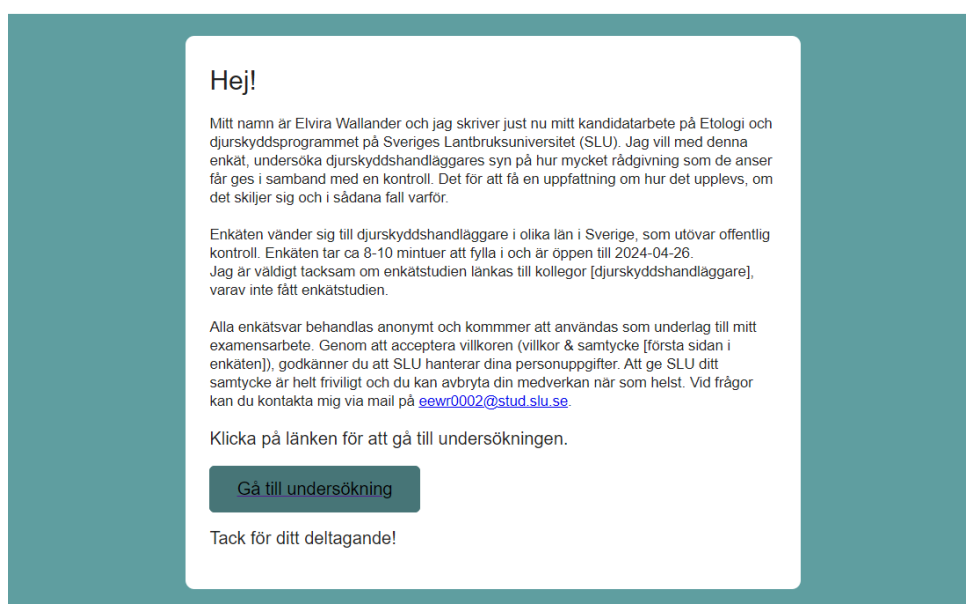 Hej!
Mitt namn är Elvira Wallander och jag skriver just nu mitt kandidatarbete på Etologi och
djurskyddsprogrammet på Sveriges Lantbruksuniversitet (SLU). Jag vill med denna
enkät, undersöka djurskyddshandläggares syn på hur mycket rådgivning som de anser
får ges i samband med en kontroll. Det för att få en uppfattning om hur det upplevs, om
det skiljer sig och i sådana fall varför.
Enkäten vänder sig till djurskyddshandläggare i olika län i Sverige, som utövar offentlig
kontroll. Enkäten tar ca 8-10 mintuer att fylla i och är öppen till 2024-04-26.
Jag är väldigt tacksam om enkätstudien länkas till kollegor [djurskyddshandläggare],
varav inte fått enkätstudien.
Alla enkätsvar behandlas anonymt och kommmer att användas som underlag till mitt
examensarbete. Genom att acceptera villkoren (villkor & samtycke [första sidan i
enkäten]), godkänner du att SLU hanterar dina personuppgifter. Att ge SLU ditt
samtycke är helt friviligt och du kan avbryta din medverkan när som helst. Vid frågor
kan du kontakta mig via mail på eewr0002@stud.slu.se.
Klicka på länken för att gå till undersökningen.
Gå till undersökning
Tack för ditt deltagande!